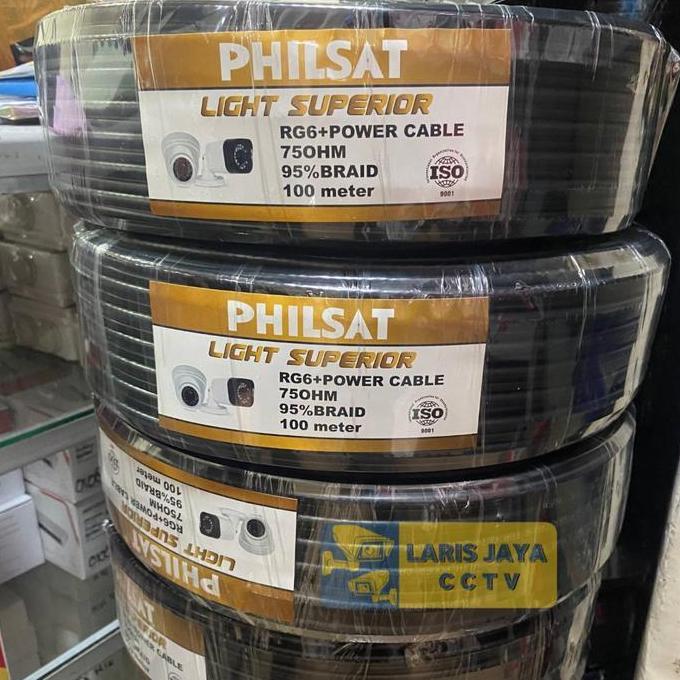 PHILSAT
LIGHT SUPERIOR
RG6+POWER CABLE
75OHM
95%BRAID
100 meter
ISO
9001
PHILSAT
LIGHT SUPERIOR
RG6+POWER CABLE
75OHM
95%BRAID
100 meter
ISO
9001
PHILSAT
LIGHT SUPERIOR
RG6+POWER CABLE
75OHM
95%BRAID
100 meter
LARIS JAYA
CCTV